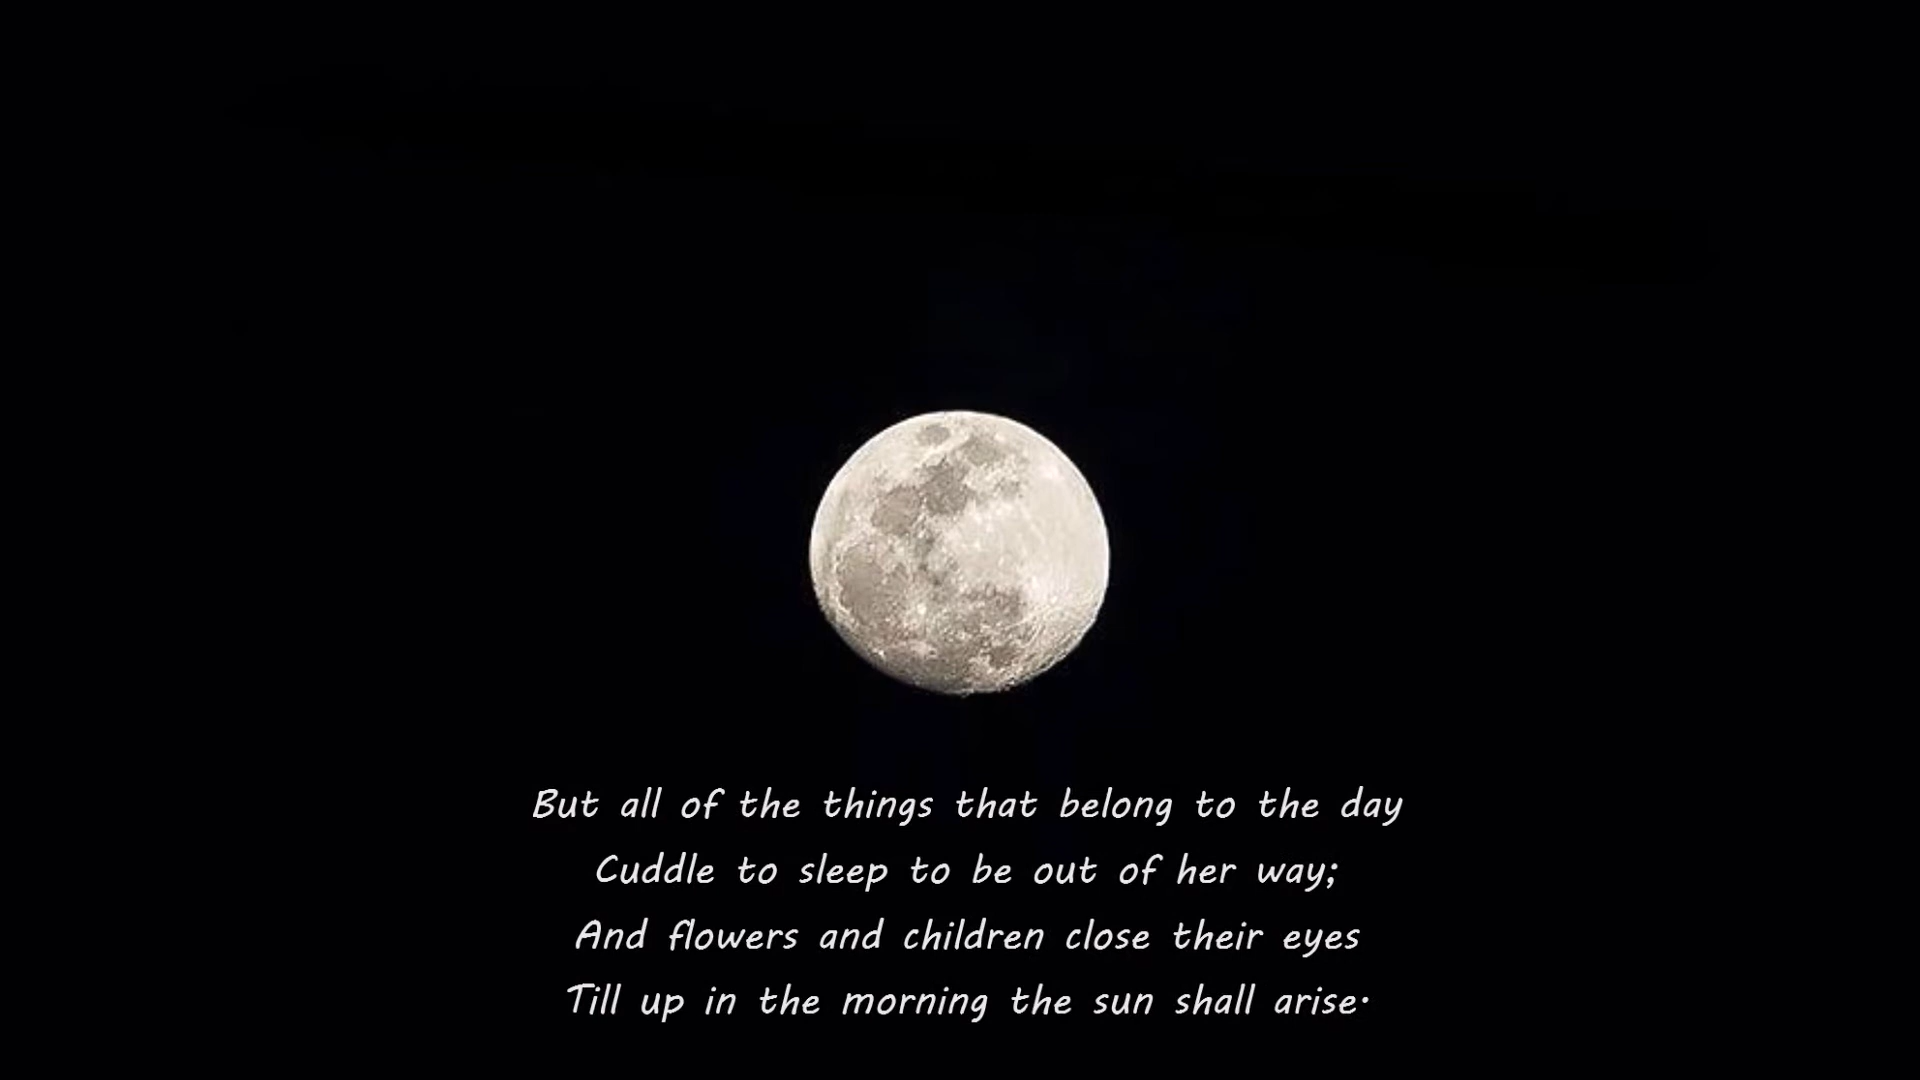 But all of the things that belong to the day
Cuddle to sleep to be out of her way;
And flowers and children close their eyes
Till up in the morning the sun shall arise.